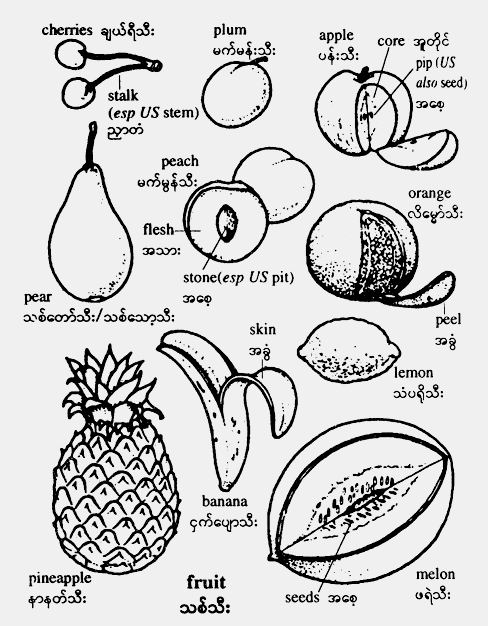 cherries ချယ်ရီသီး
stalk
(esp US stem)
ညှာတံ
plum
မက်မန်းသီး
apple
ပန်းသီး
core အူတိုင်
pip (US
also seed)
အစေ့
peach
မက်မွန်သီး
flesh
အသား
stone(esp US pit)
အစေ့
orange
လိမ္မော်သီး
peel
အခွံ
pear
သစ်တော်သီး/သစ်သော့သီး
skin
အခွံ
lemon
သံပရိုသီး
banana
ငှက်ပျောသီး
pineapple
နာနတ်သီး
seeds အစေ့
melon
ဖရဲသီး
fruit
သစ်သီး